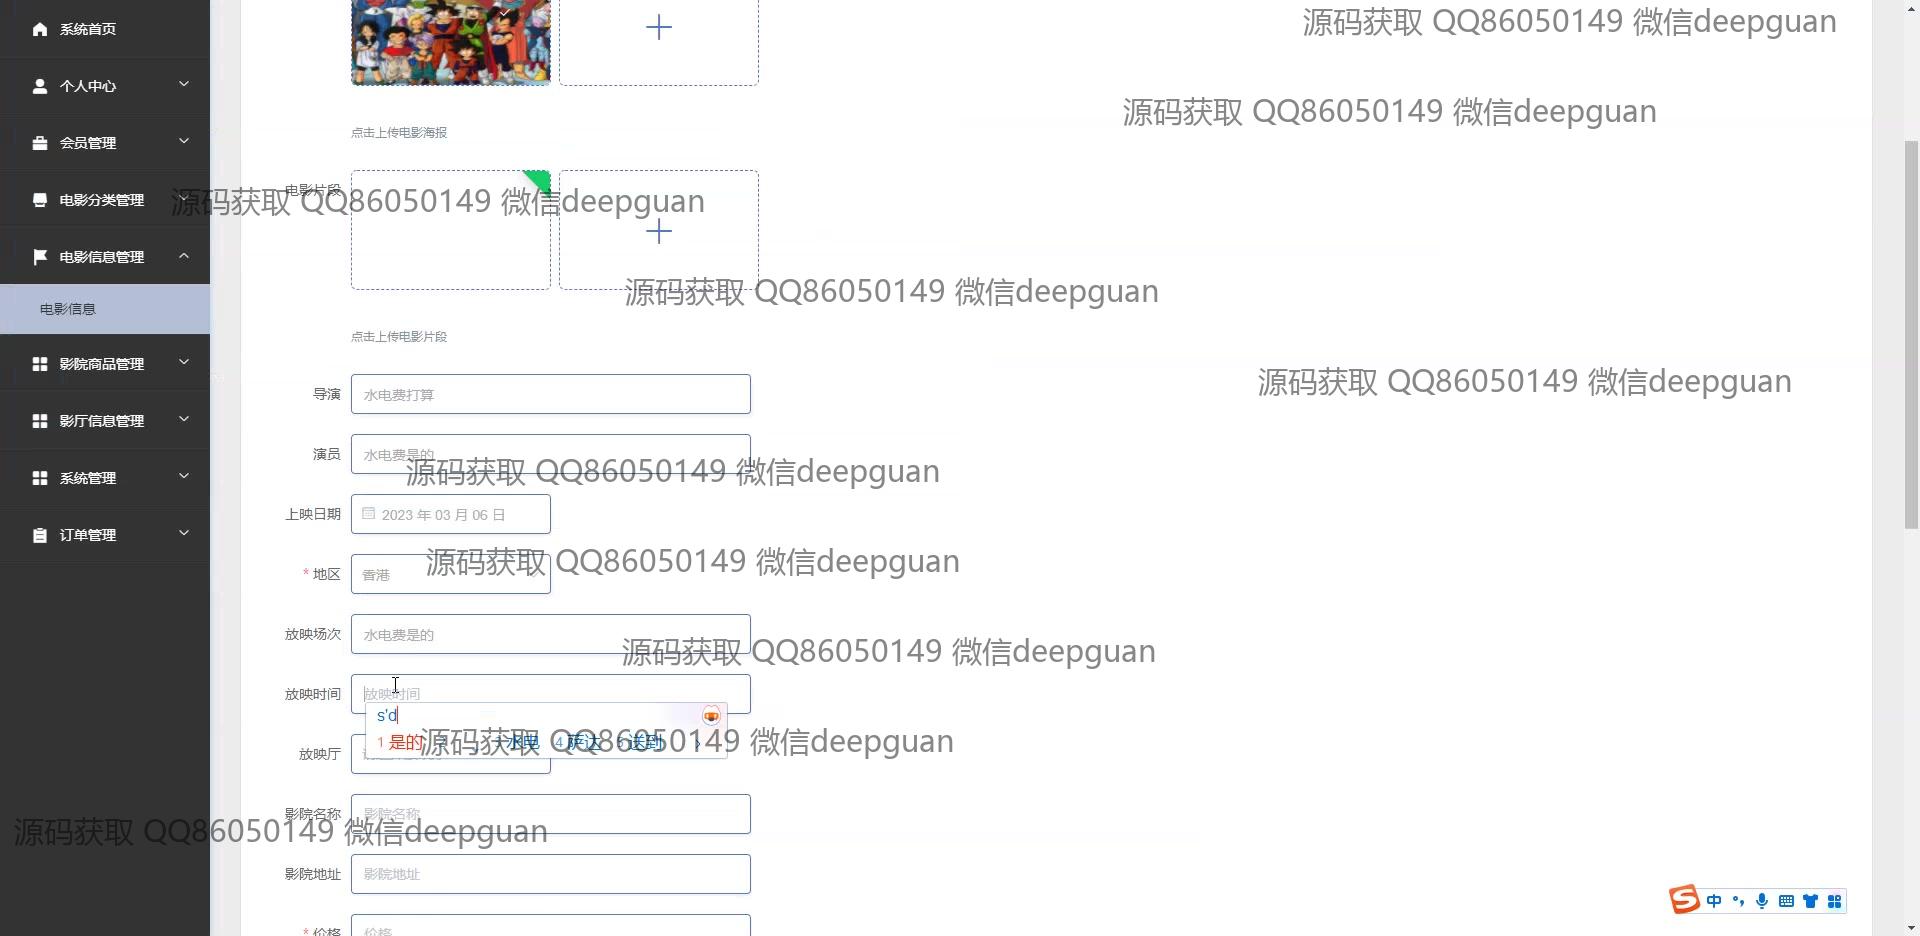 系统首页
个人中心
会员管理
电影分类管理
电影信息管理
电影信息
影院商品管理
影厅信息管理
系统管理
订单管理
源码获取 QQ86050149 微信deepguan
源码获取 QQ86050149 微信deepguan
点击上传电影海报
电影片段
源码获取 QQ86050149 微信deepguan
源码获取 QQ86050149 微信deepguan
点击上传电影片段
源码获取 QQ86050149 微信deepguan
导演 水电费打算
演员 水电费是的
源码获取 QQ86050149 微信deepguan
上映日期 2023 年 03 月 06 日
源码获取 QQ86050149 微信deepguan
* 地区 香港
放映场次 水电费是的
源码获取 QQ86050149 微信deepguan
放映时间 放映时间
s'd
1 是的 水电 4 萨达 送到
源码获取 QQ86050149 微信deepguan
放映厅
影院名称 影院名称
源码获取 QQ86050149 微信deepguan
影院地址 影院地址
* 价格 价格
中